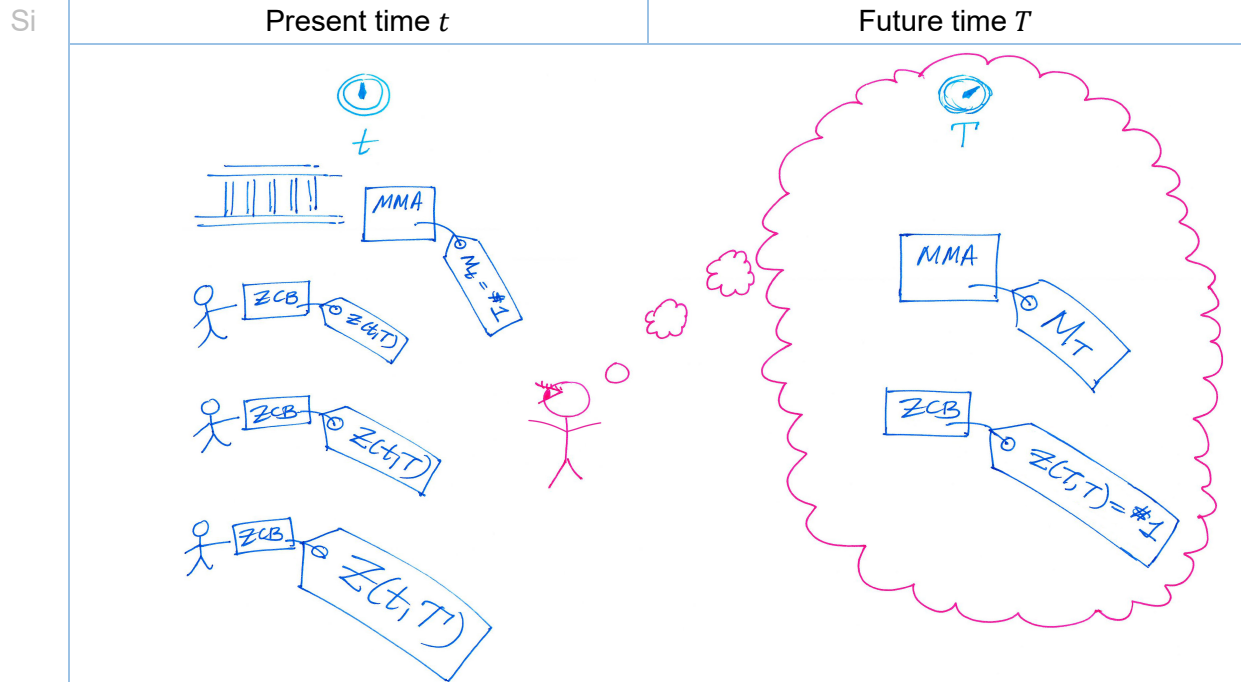 Si
Present time t
Future time T
t
T
MMA
M_t = #1
ZCB
Z(t,T)
ZCB
Z(t,T)
ZCB
Z(t,T)
MMA
M_T
ZCB
Z(T,T) = #1